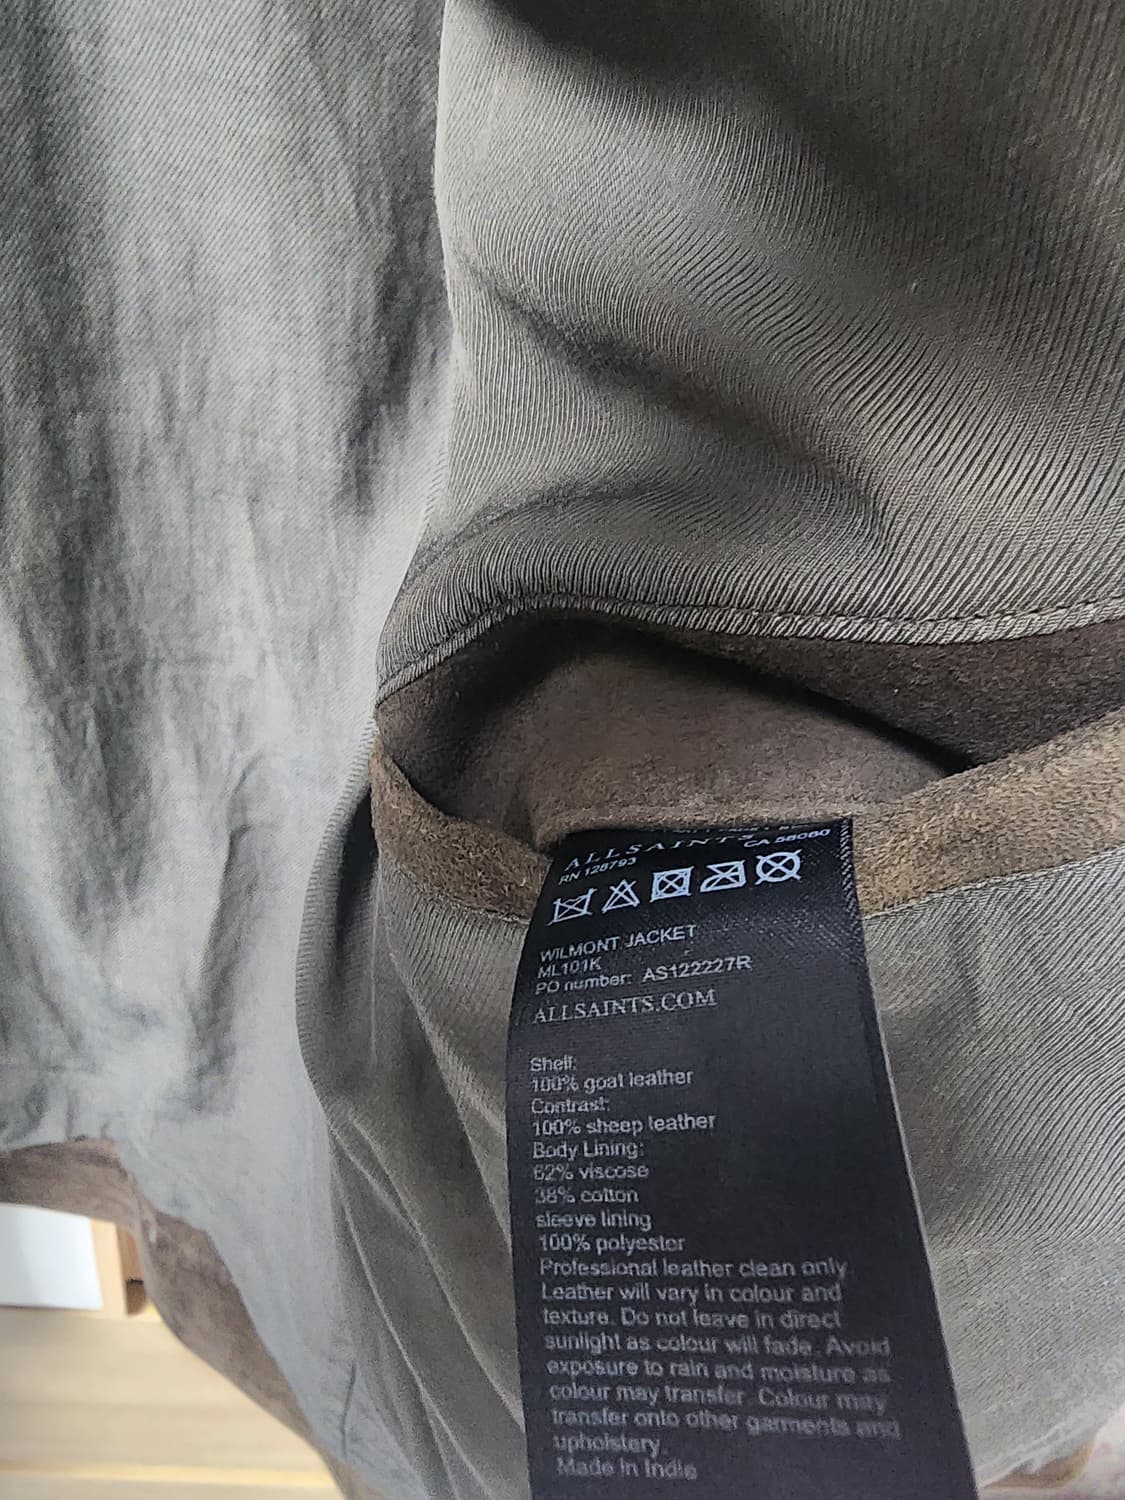 ALLSAINTS
RN 128793 CA 58060
WILMONT JACKET
ML101K
PO number: AS122227R
ALLSAINTS.COM
Shell:
100% goat leather
Contrast:
100% sheep leather
Body Lining:
62% viscose
38% cotton
sleeve lining
100% polyester
Professional leather clean only
Leather will vary in colour and
texture. Do not leave in direct
sunlight as colour will fade. Avoid
exposure to rain and moisture as
colour may transfer. Colour may
transfer onto other garments and
upholstery.
Made in India